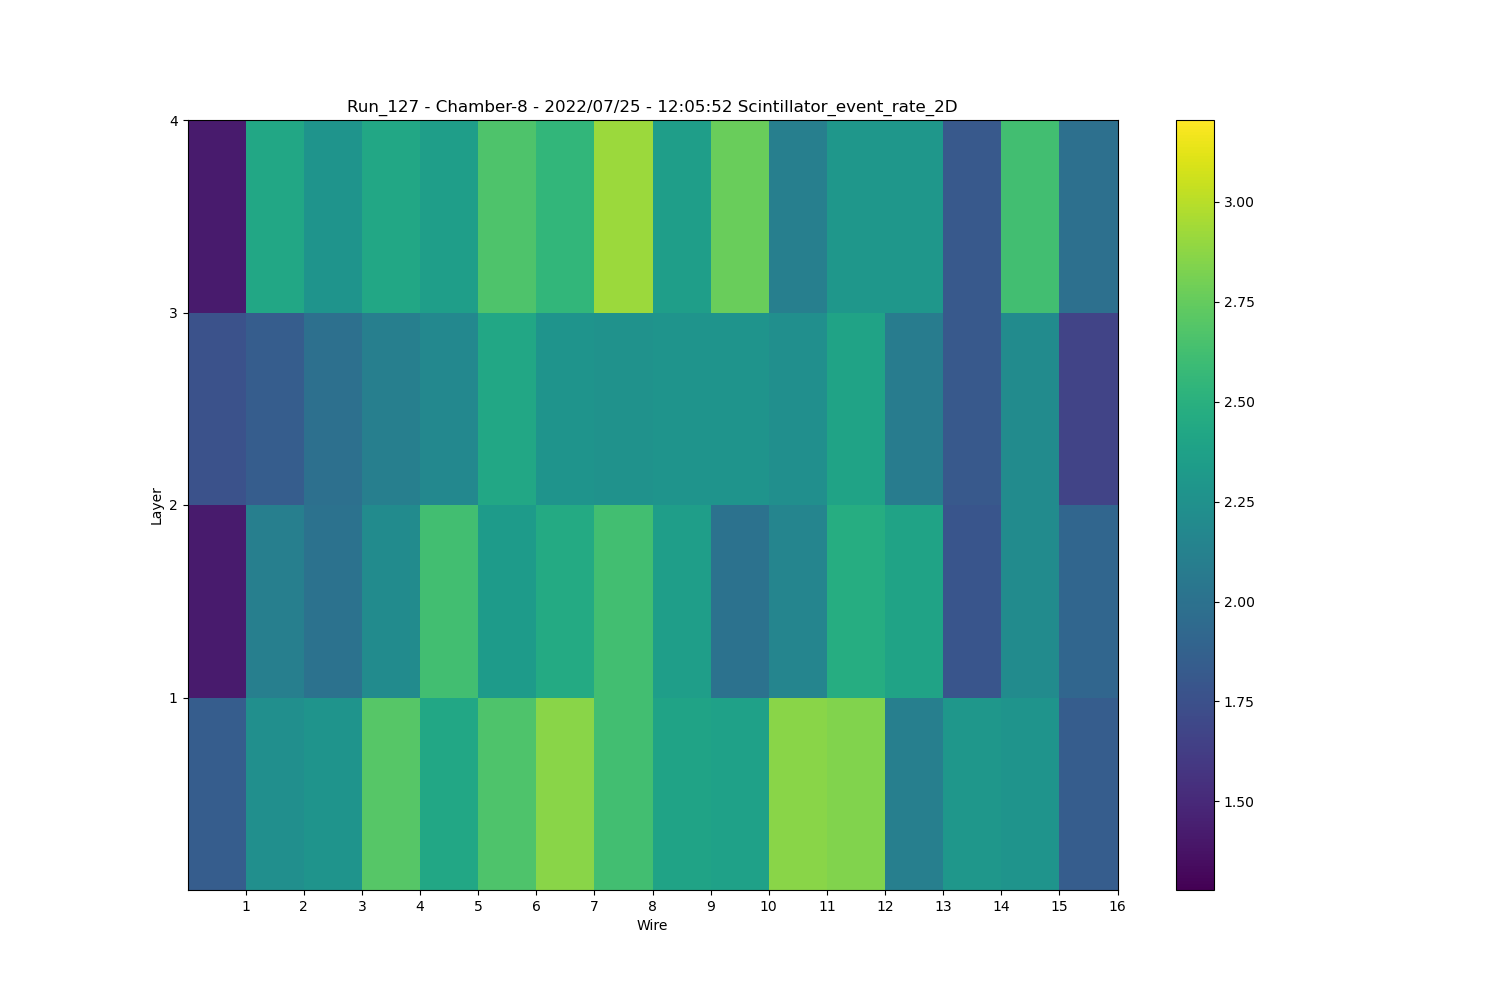 Run_127 - Chamber-8 - 2022/07/25 - 12:05:52 Scintillator_event_rate_2D
4
3
2
1
Layer
1 2 3 4 5 6 7 8 9 10 11 12 13 14 15 16
Wire
3.00
2.75
2.50
2.25
2.00
1.75
1.50